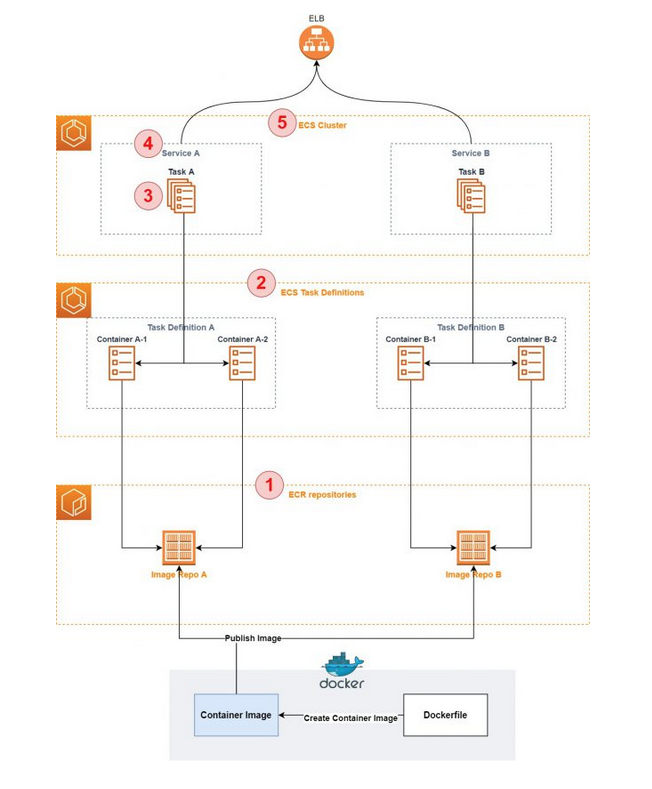 ELB
5
ECS Cluster
4
Service A
Service B
Task A
Task B
3
2
ECS Task Definitions
Task Definition A
Task Definition B
Container A-1
Container A-2
Container B-1
Container B-2
1
ECR repositories
Image Repo A
Image Repo B
Publish Image
docker
Container Image
Create Container Image
Dockerfile